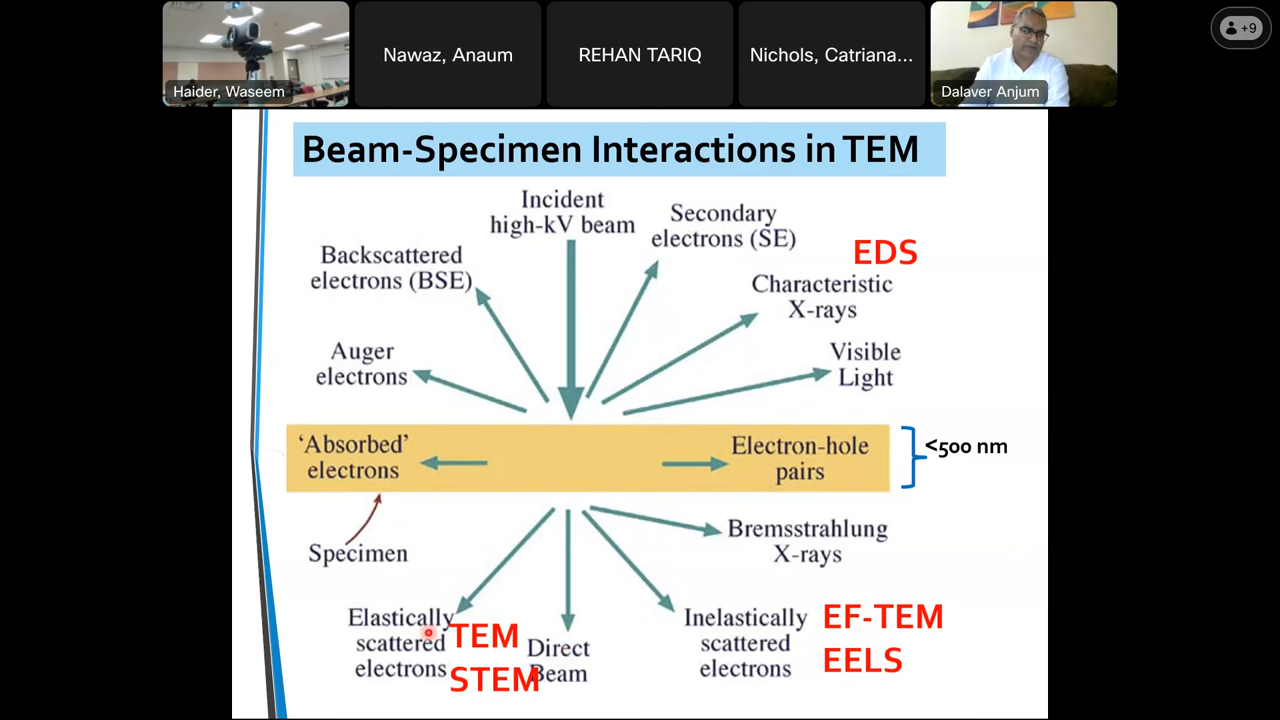 Haider, Waseem
Nawaz, Anaum
REHAN TARIQ
Nichols, Catriana...
Dalaver Anjum
+9
Beam-Specimen Interactions in TEM
Incident
high-kV beam
Secondary
electrons (SE)
EDS
Backscattered
electrons (BSE)
Characteristic
X-rays
Auger
electrons
Visible
Light
‘Absorbed’
electrons
Electron-hole
pairs
<500 nm
Specimen
Bremsstrahlung
X-rays
Elastically
scattered
electrons
TEM
STEM
Direct
Beam
Inelastically
scattered
electrons
EF-TEM
EELS